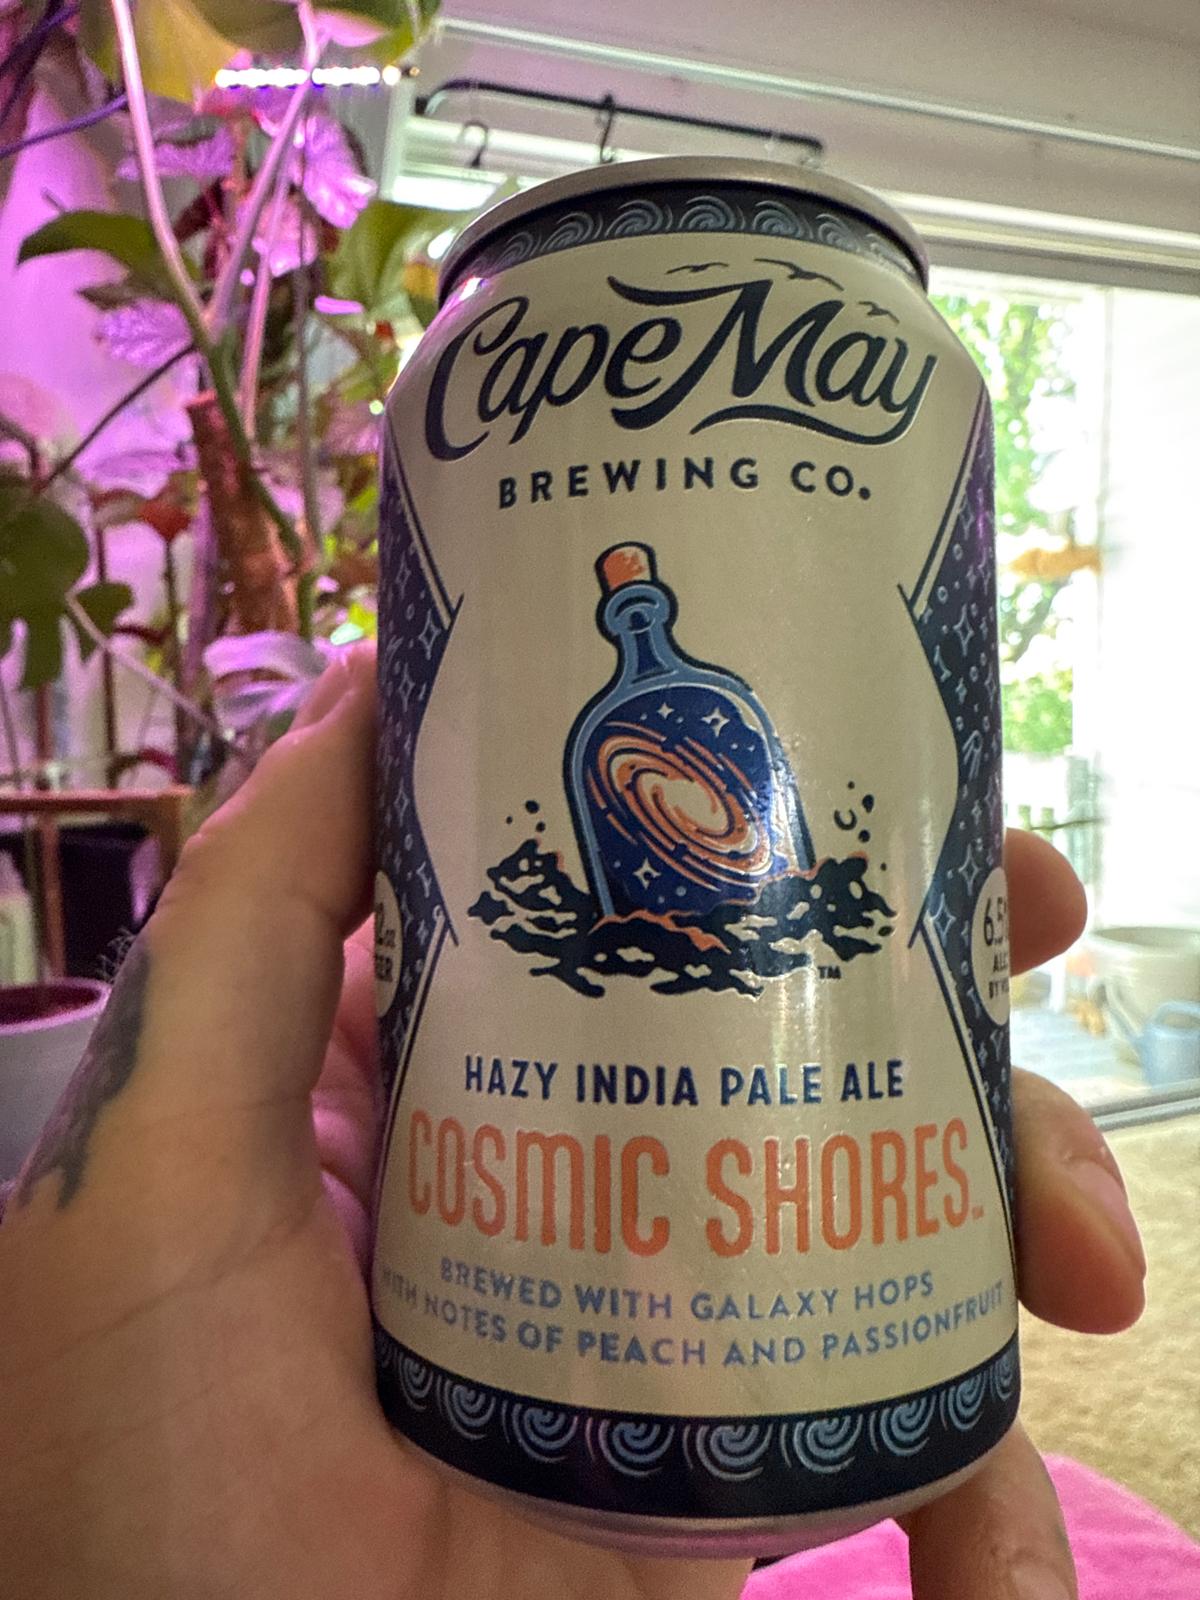 Cape May
BREWING CO.
TM
HAZY INDIA PALE ALE
COSMIC SHORES
BREWED WITH GALAXY HOPS
WITH NOTES OF PEACH AND PASSIONFRUIT